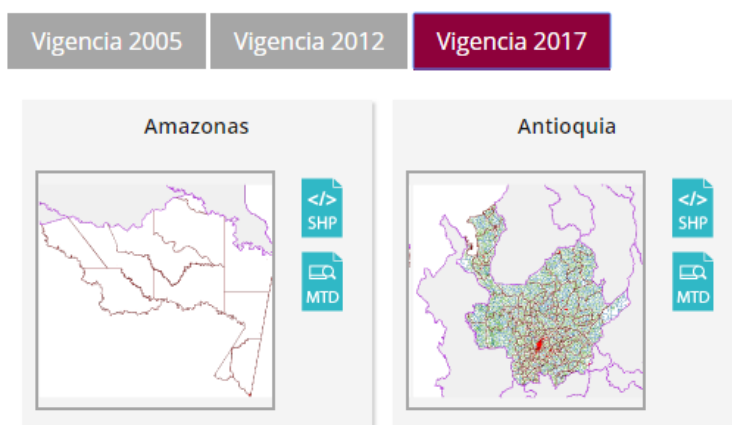 Vigencia 2005
Vigencia 2012
Vigencia 2017
Amazonas
</>
SHP
MTD
Antioquia
</>
SHP
MTD